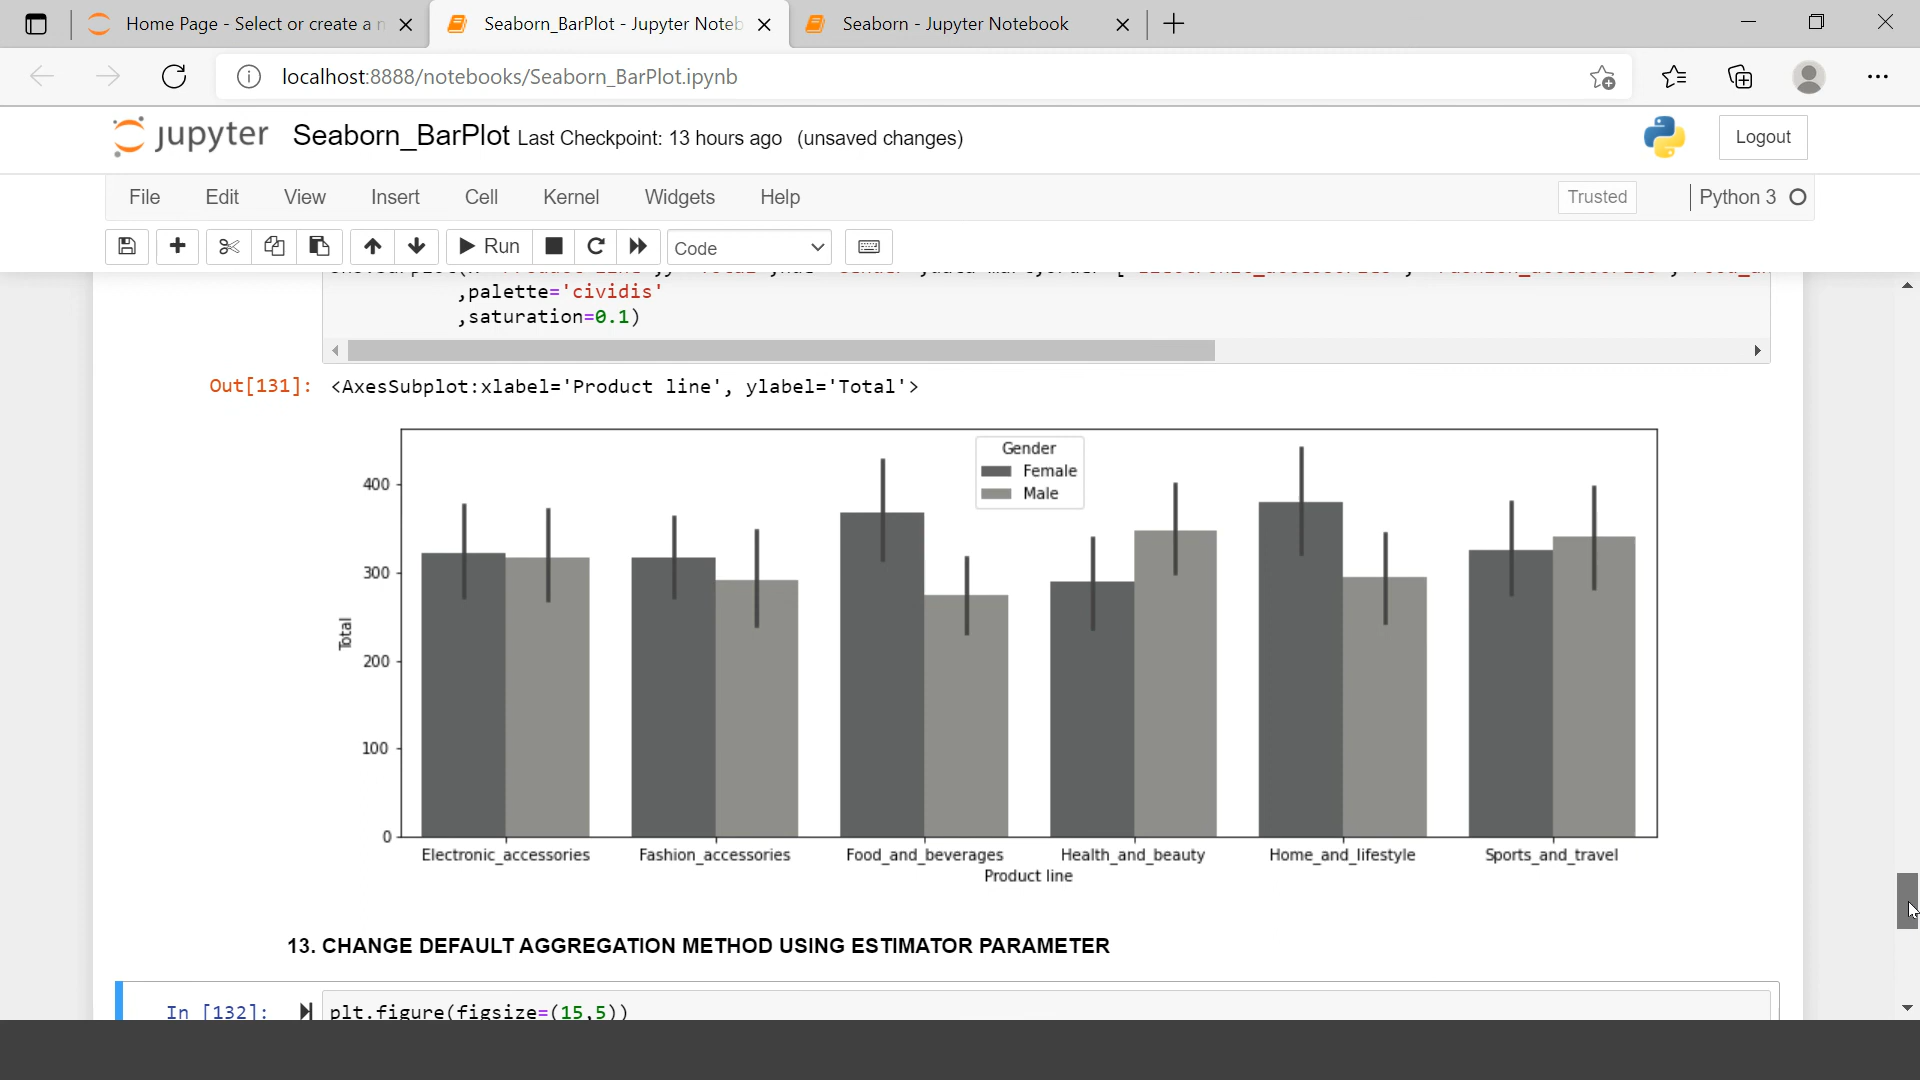 Home Page - Select or create a n
Seaborn_BarPlot - Jupyter Noteb
Seaborn - Jupyter Notebook
localhost:8888/notebooks/Seaborn_BarPlot.ipynb
jupyter Seaborn_BarPlot Last Checkpoint: 13 hours ago (unsaved changes)
Logout
File Edit View Insert Cell Kernel Widgets Help
Trusted Python 3
Run Code
,palette='cividis'
,saturation=0.1)
Out[131]: <AxesSubplot:xlabel='Product line', ylabel='Total'>
Gender
Female
Male
400
300
200
100
0
Total
Electronic_accessories Fashion_accessories Food_and_beverages Health_and_beauty Home_and_lifestyle Sports_and_travel
Product line
13. CHANGE DEFAULT AGGREGATION METHOD USING ESTIMATOR PARAMETER
In [132]: plt.figure(figsize=(15,5))